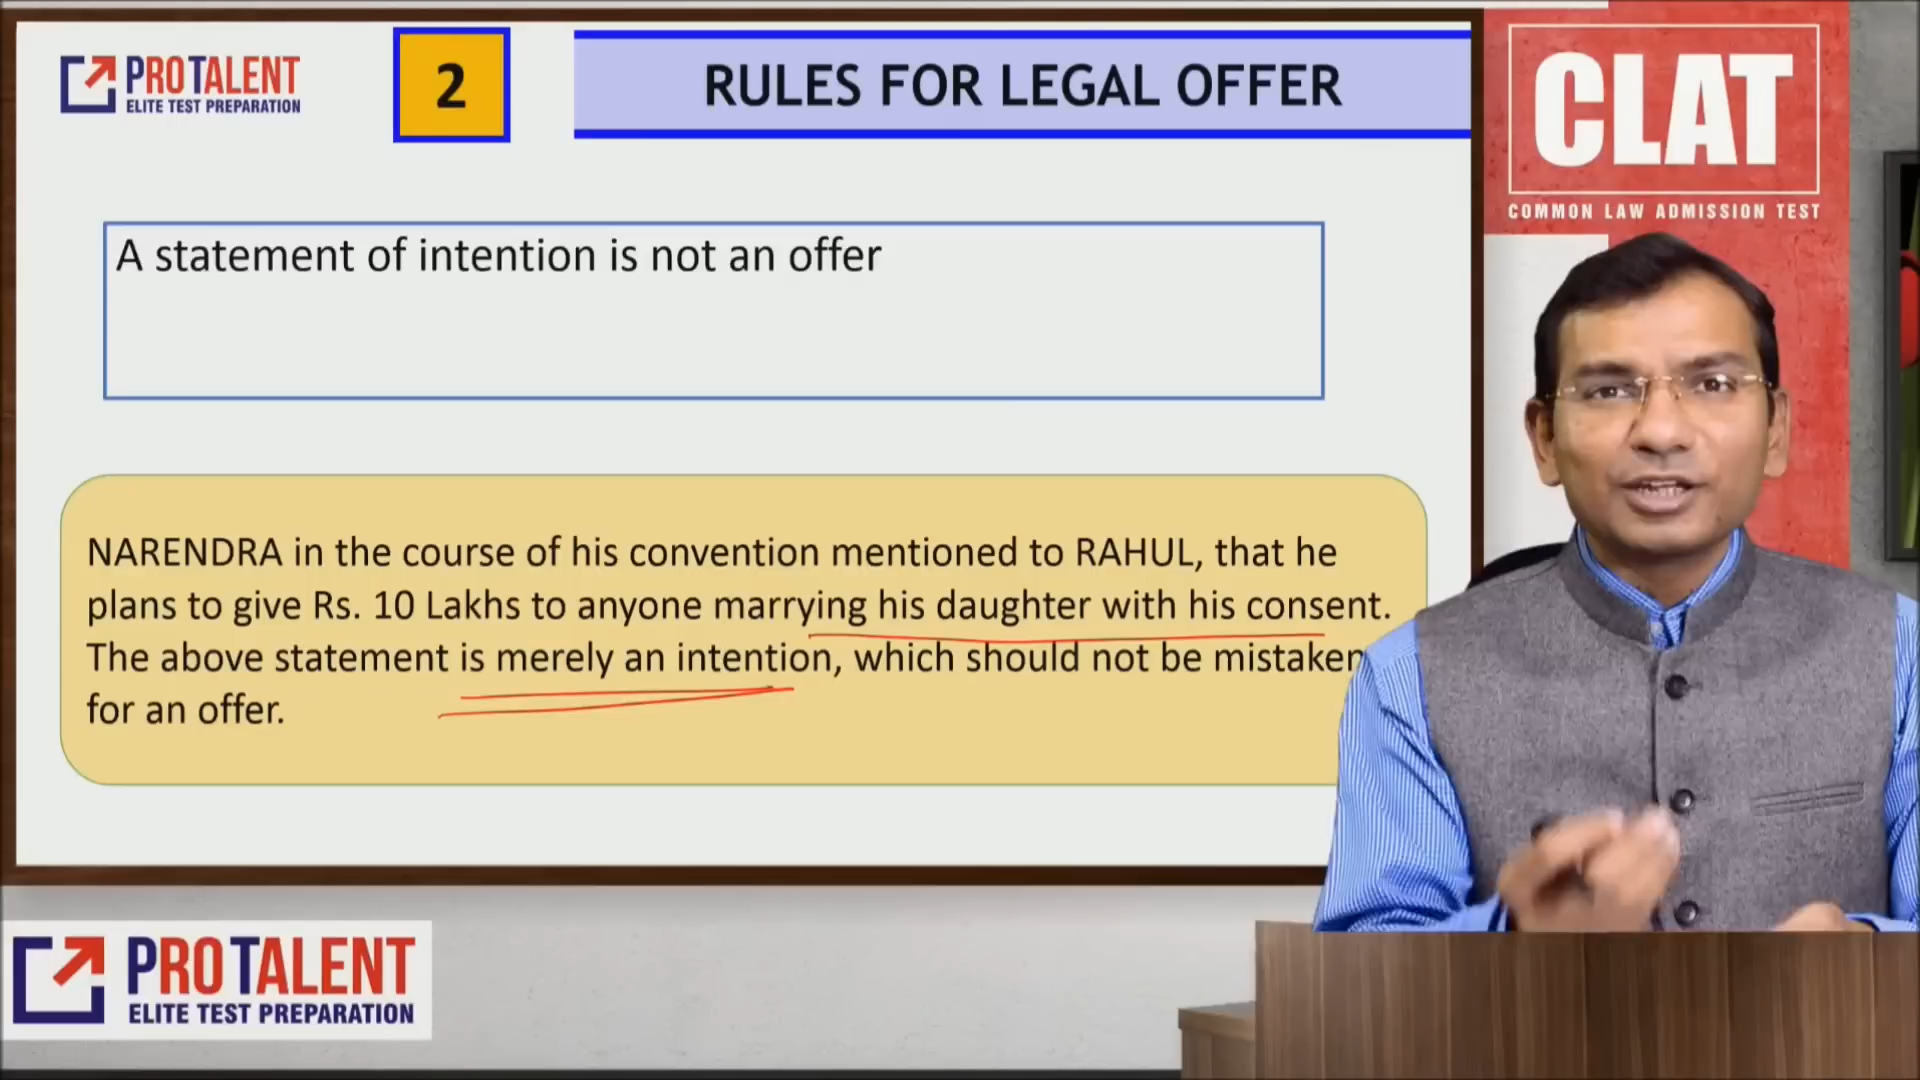 PROTALENT
ELITE TEST PREPARATION
2
RULES FOR LEGAL OFFER
CLAT
COMMON LAW ADMISSION TEST
A statement of intention is not an offer
NARENDRA in the course of his convention mentioned to RAHUL, that he
plans to give Rs. 10 Lakhs to anyone marrying his daughter with his consent.
The above statement is merely an intention, which should not be mistaken
for an offer.
PROTALENT
ELITE TEST PREPARATION